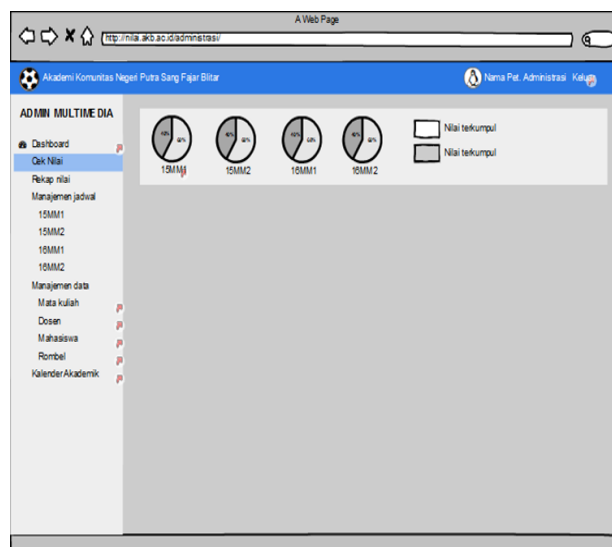 A Web Page
http://nilai.akb.ac.id/administrasi/
Akademi Komunitas Negeri Putra Sang Fajar Blitar
Nama Pet. Administrasi
ADMIN MULTIMEDIA
Dashboard
Cek Nilai
Rekap nilai
Manajemen jadwal
15MM1
15MM2
16MM1
16MM2
Manajemen data
Mata kuliah
Dosen
Mahasiswa
Rombel
Kalender Akademik
15MM1
15MM2
16MM1
16MM2
Nilai terkumpul
Nilai terkumpul